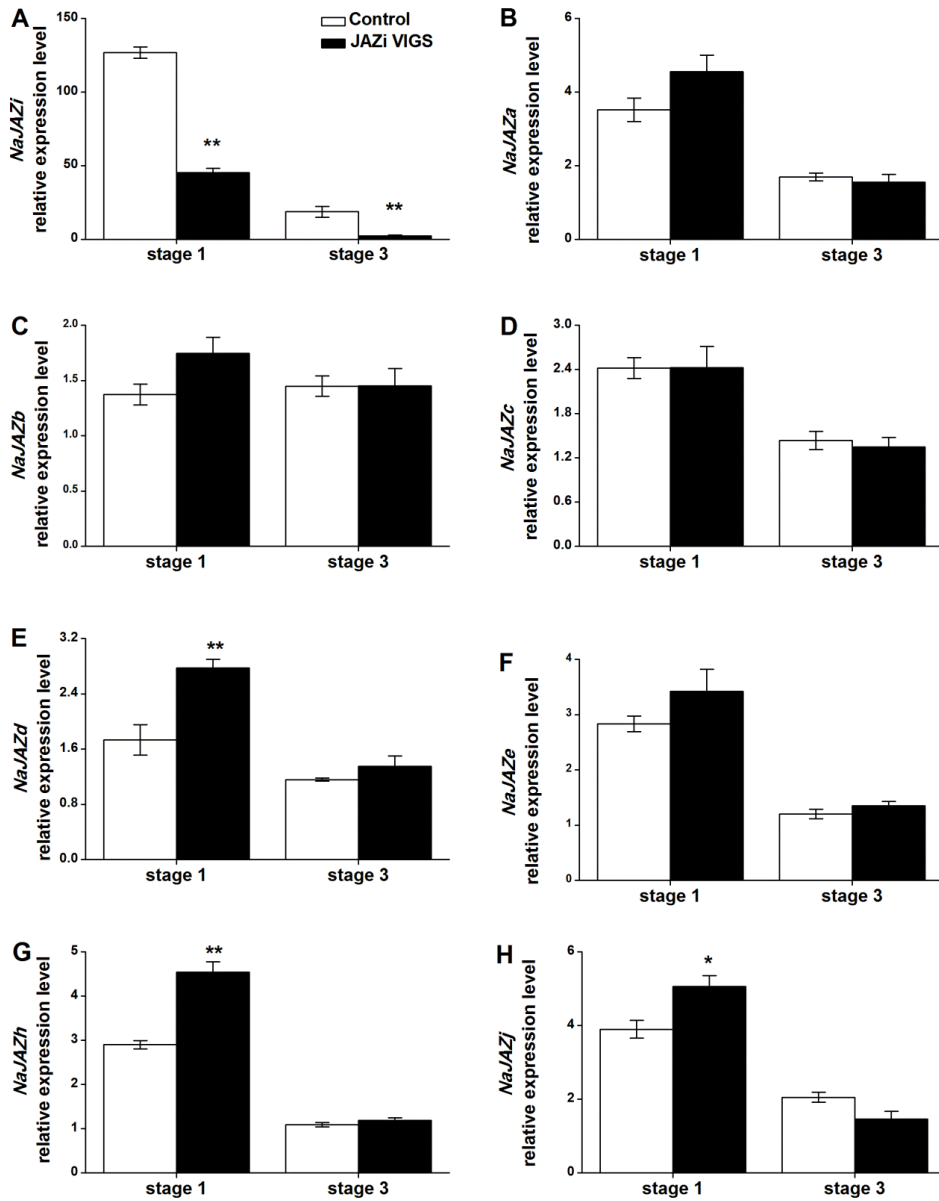 A
Control
JAZi VIGS
NaJAZi
relative expression level
150
100
50
0
**
**
stage 1
stage 3
B
NaJAZa
relative expression level
6
4
2
0
stage 1
stage 3
C
NaJAZb
relative expression level
2.0
1.5
1.0
0.5
0.0
stage 1
stage 3
D
NaJAZc
relative expression level
3.0
2.4
1.8
1.2
0.6
0.0
stage 1
stage 3
E
NaJAZd
relative expression level
3.2
2.4
1.6
0.8
0.0
**
stage 1
stage 3
F
NaJAZe
relative expression level
4
3
2
1
0
stage 1
stage 3
G
NaJAZh
relative expression level
5
4
3
2
1
0
**
stage 1
stage 3
H
NaJAZj
relative expression level
6
4
2
0
*
stage 1
stage 3